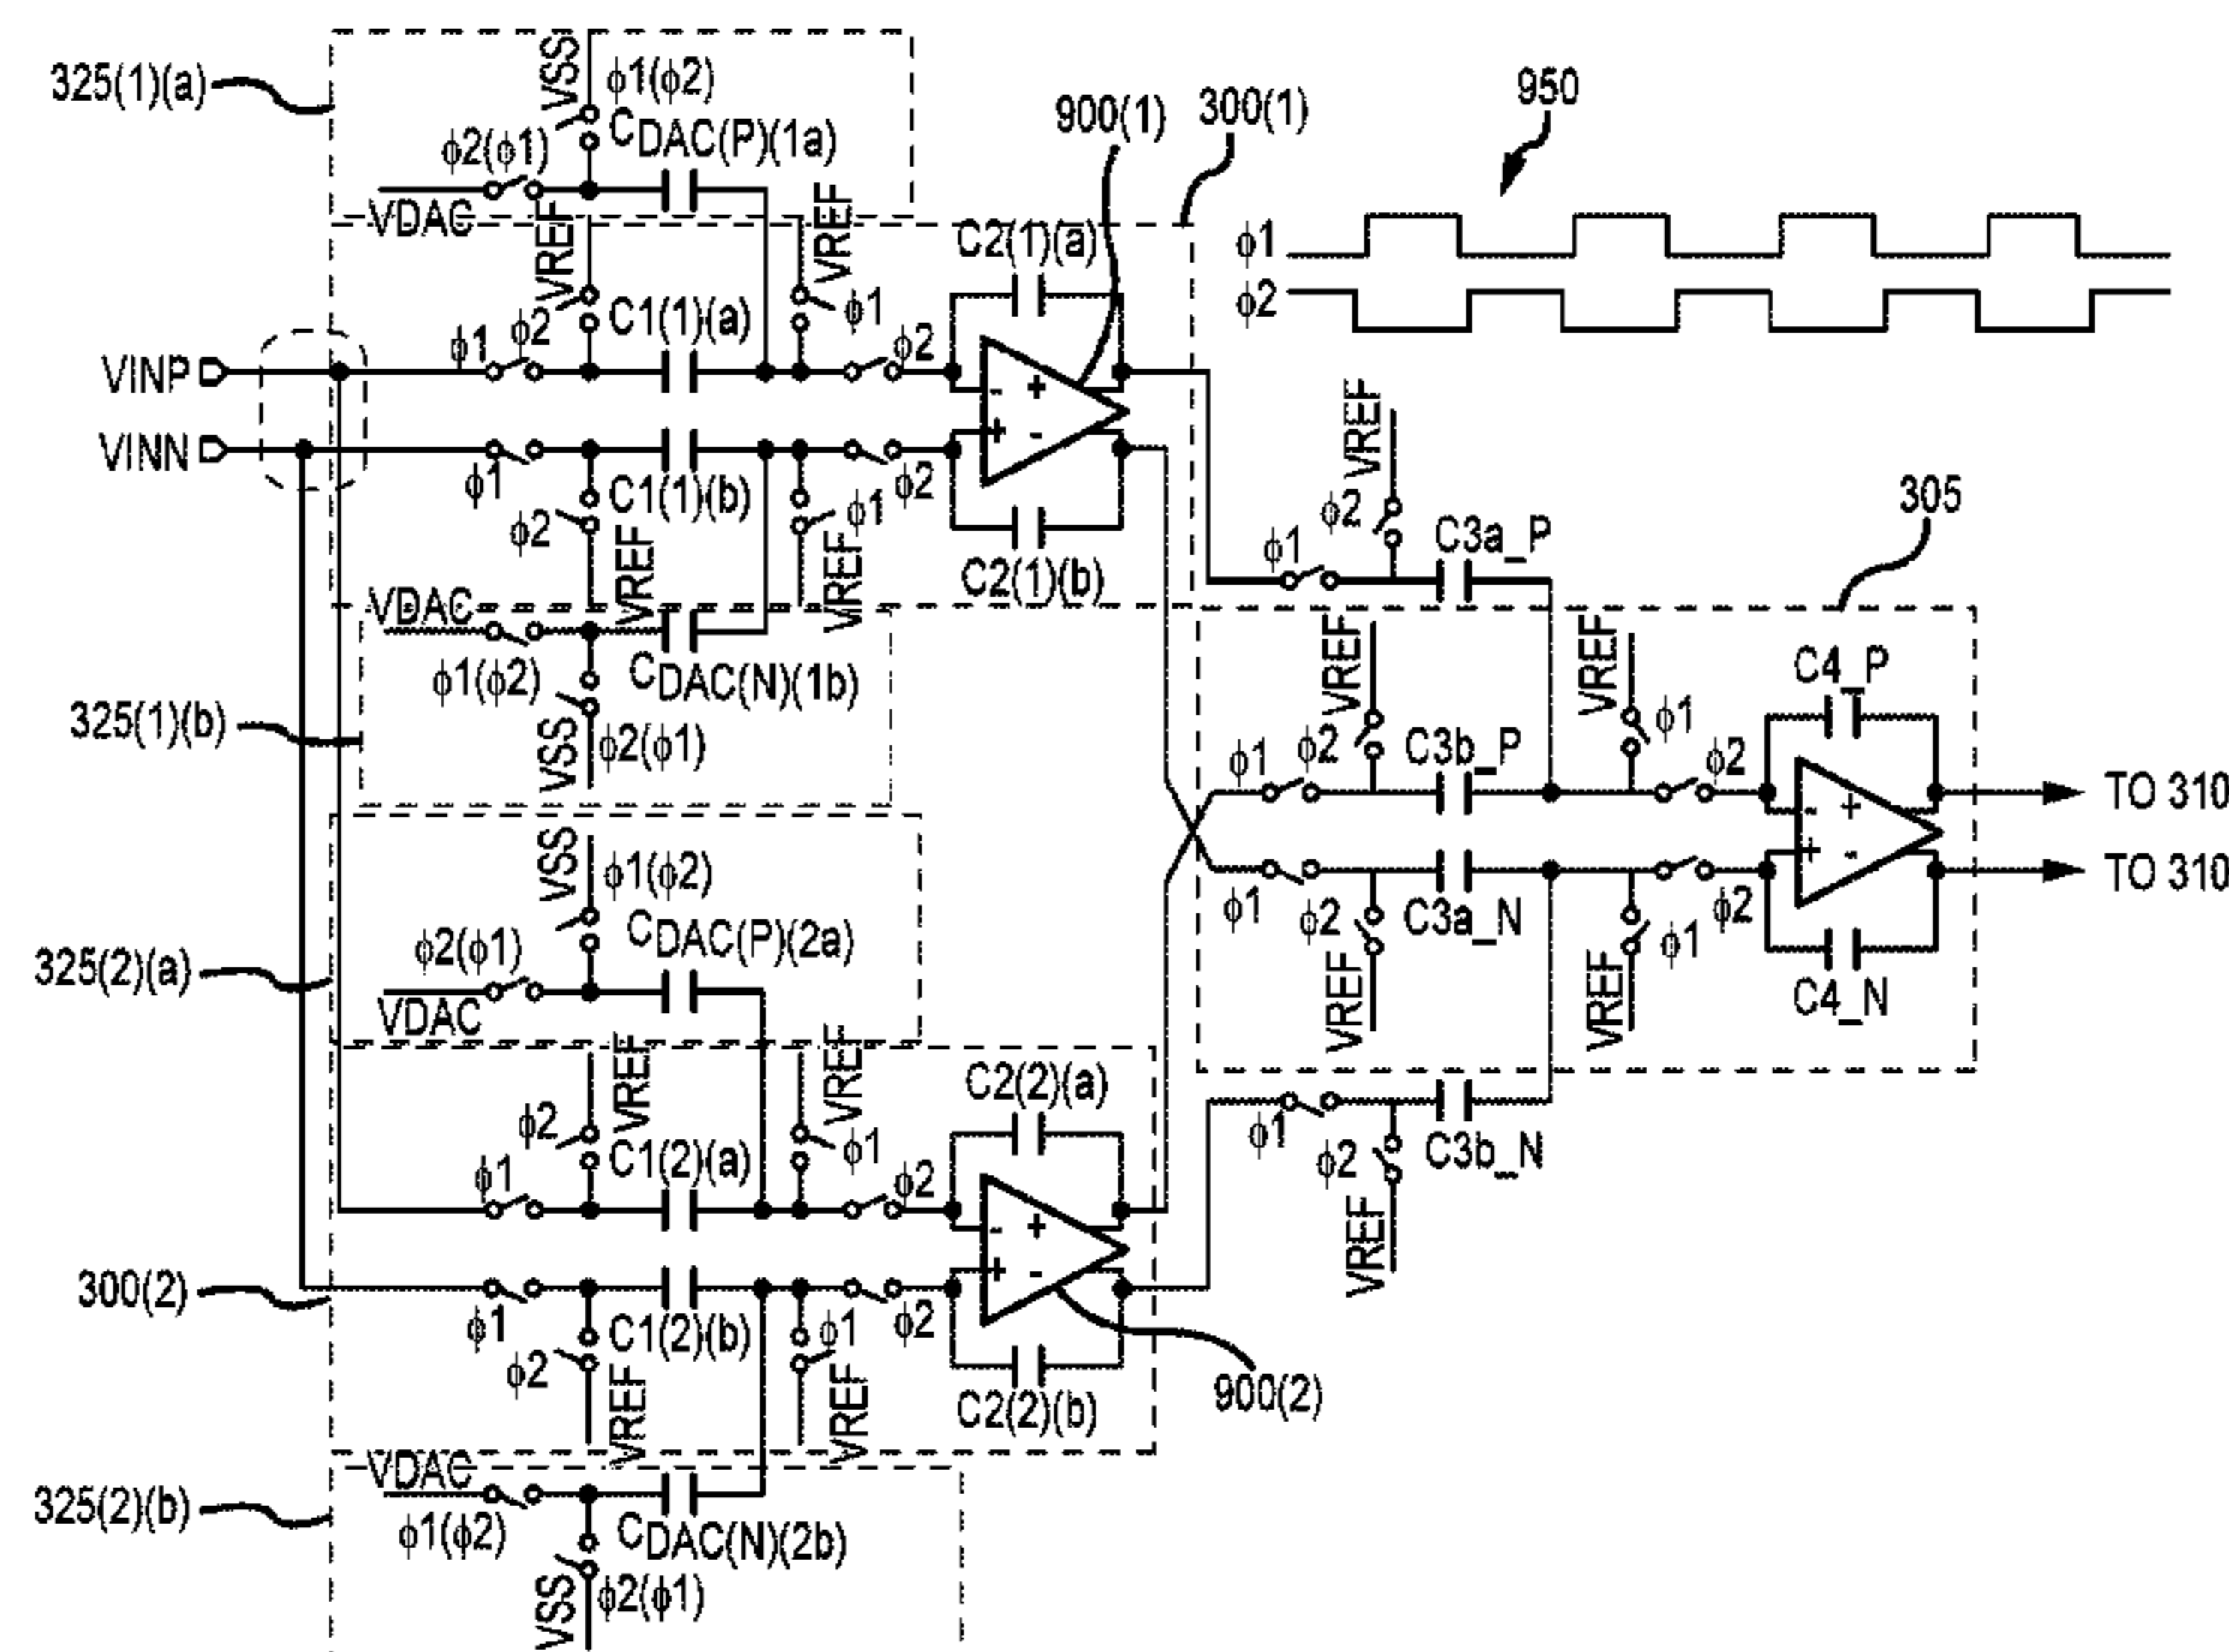 325(1)(a)
VSS
ϕ1(ϕ2)
CDAC(P)(1a)
ϕ2(ϕ1)
VDAC
900(1)
300(1)
950
ϕ1
ϕ2
VREF
VREF
C2(1)(a)
ϕ1
ϕ2
C1(1)(a)
ϕ1
ϕ2
VINP
- +
VINN
+ -
ϕ1
C1(1)(b)
ϕ2
ϕ2
VREF
ϕ1
VREF
C2(1)(b)
VDAC
ϕ1(ϕ2)
CDAC(N)(1b)
325(1)(b)
VSS
ϕ2(ϕ1)
VREF
ϕ2
ϕ1
C3a_P
305
VREF
VREF
C4_P
ϕ1
ϕ2
C3b_P
ϕ1
ϕ2
- +
TO 310
+ -
TO 310
ϕ1
ϕ2
C3a_N
ϕ1
ϕ2
VREF
VREF
C4_N
VSS
ϕ1(ϕ2)
CDAC(P)(2a)
ϕ2(ϕ1)
325(2)(a)
VDAC
VREF
VREF
C2(2)(a)
ϕ2
ϕ1
C1(2)(a)
ϕ1
ϕ2
- +
ϕ1
ϕ2
C3b_N
VREF
300(2)
+ -
ϕ1
C1(2)(b)
ϕ1
ϕ2
ϕ2
VREF
VREF
C2(2)(b)
900(2)
VDAC
325(2)(b)
ϕ1(ϕ2)
CDAC(N)(2b)
VSS
ϕ2(ϕ1)